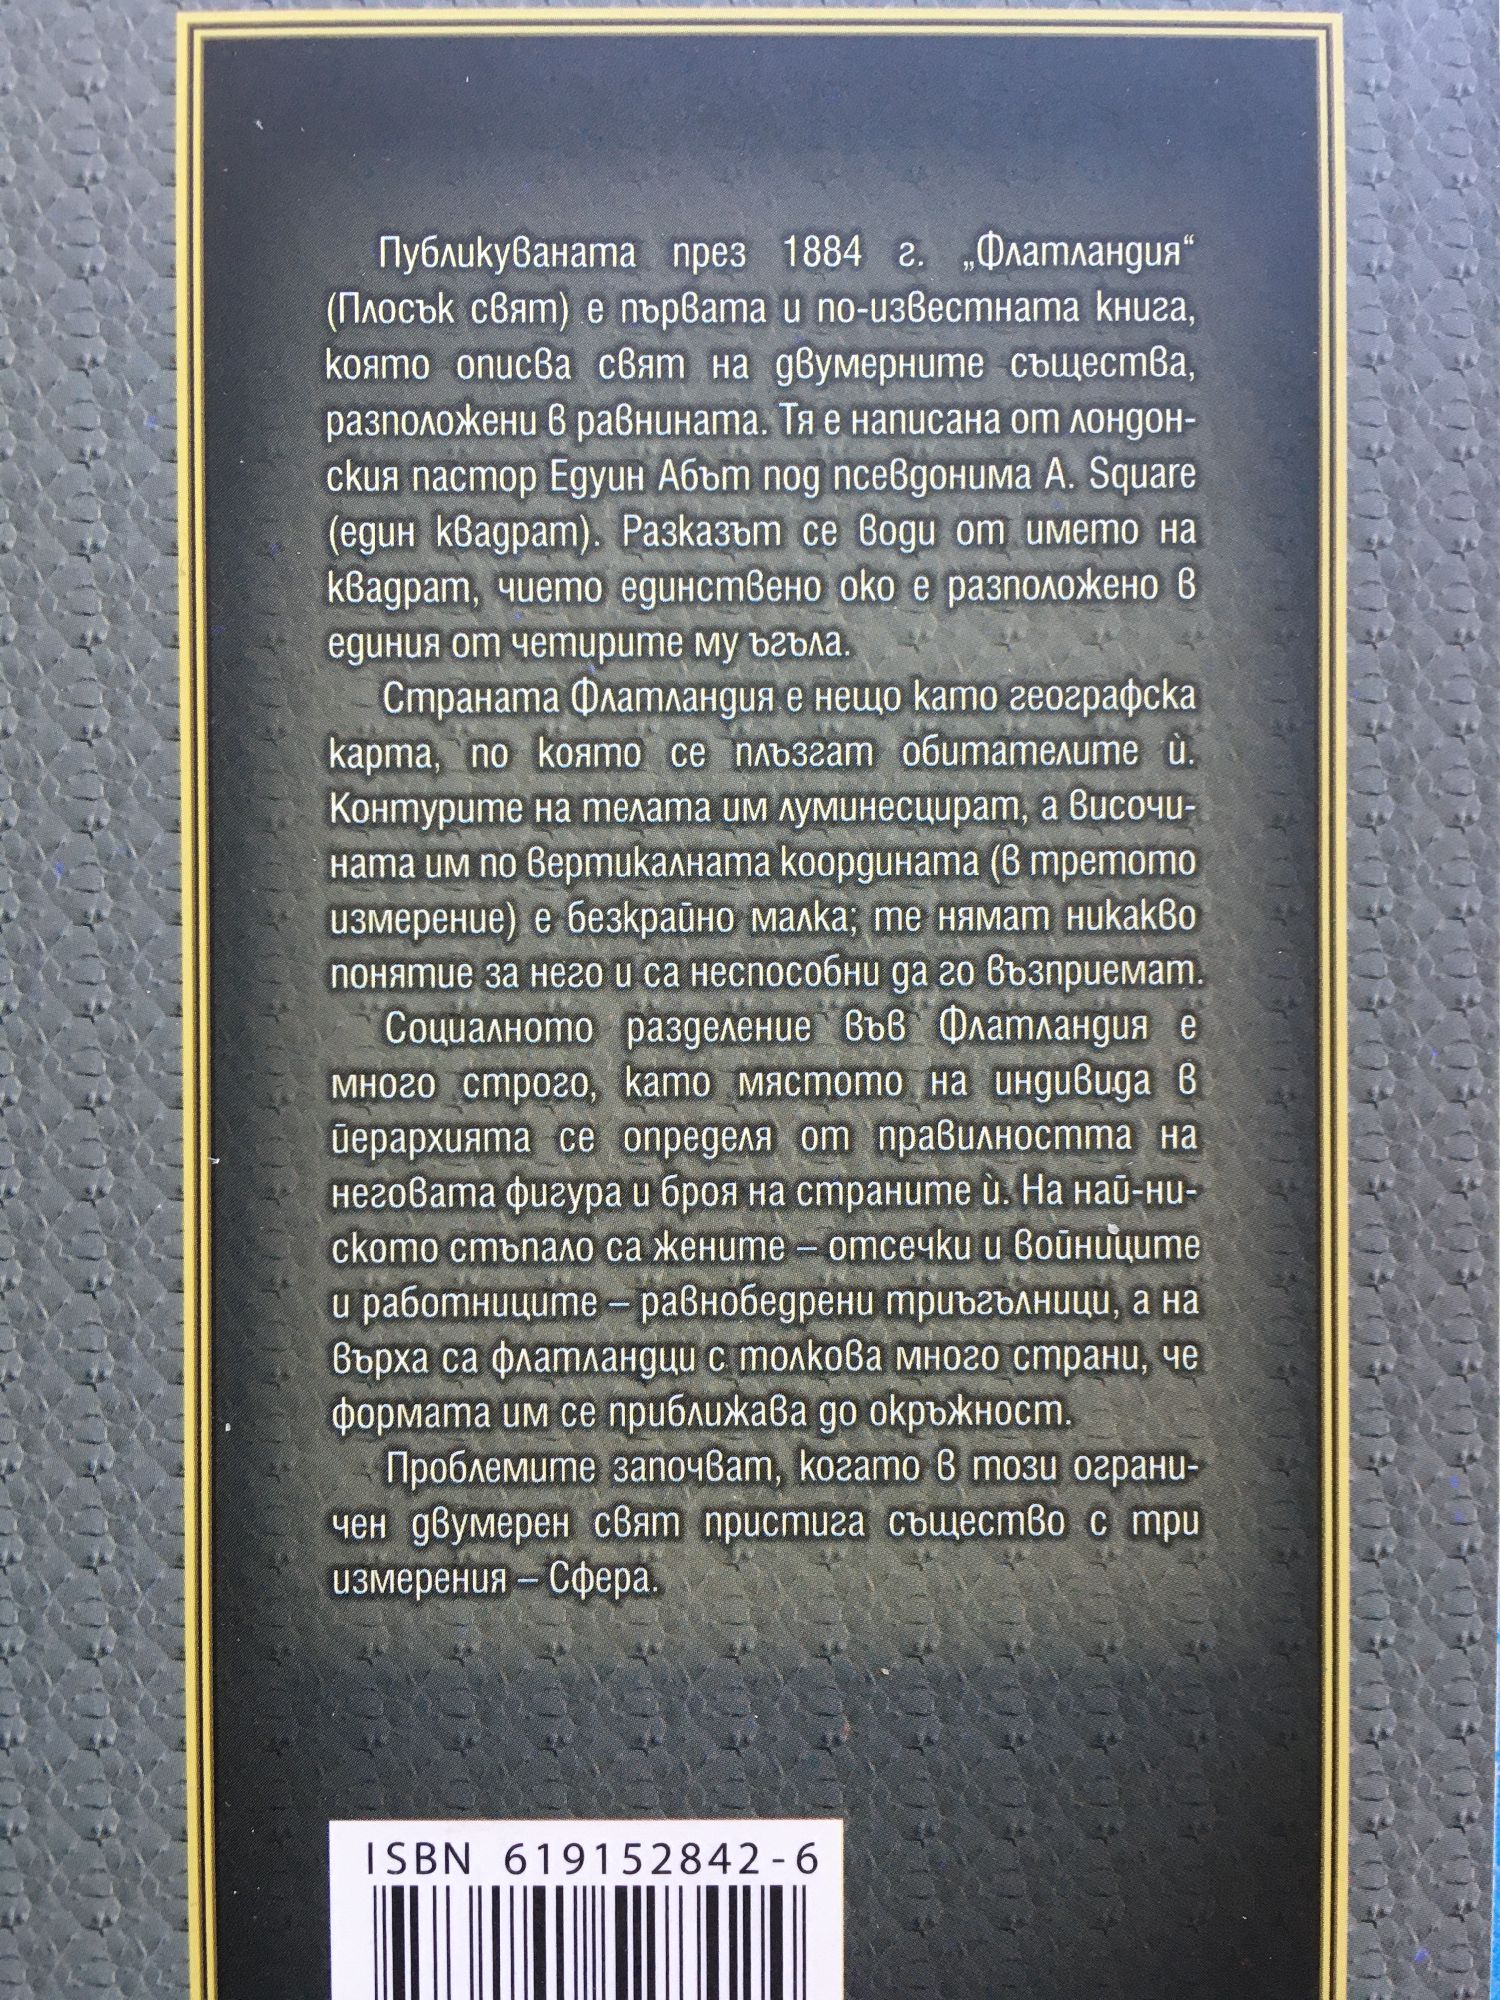 Публикуваната през 1884 г. „Флатландия“
(Плосък свят) е първата и по-известната книга,
която описва свят на двумерните същества,
разположени в равнината. Тя е написана от лондон-
ския пастор Едуин Абът под псевдонима A. Square
(един квадрат). Разказът се води от името на
квадрат, чието единствено око е разположено в
единия от четирите му ъгъла.
Страната Флатландия е нещо като географска
карта, по която се плъзгат обитателите ѝ.
Контурите на телата им луминесцират, а височи-
ната им по вертикалната координата (в третото
измерение) е безкрайно малка; те нямат никакво
понятие за него и са неспособни да го възприемат.
Социалното разделение във Флатландия е
много строго, като мястото на индивида в
йерархията се определя от правилността на
неговата фигура и броя на страните ѝ. На най-ни-
ското стъпало са жените – отсечки и войниците
и работниците – равнобедрени триъгълници, а на
върха са флатландци с толкова много страни, че
формата им се приближава до окръжност.
Проблемите започват, когато в този ограни-
чен двумерен свят пристига същество с три
измерения – Сфера.
ISBN 619152842-6